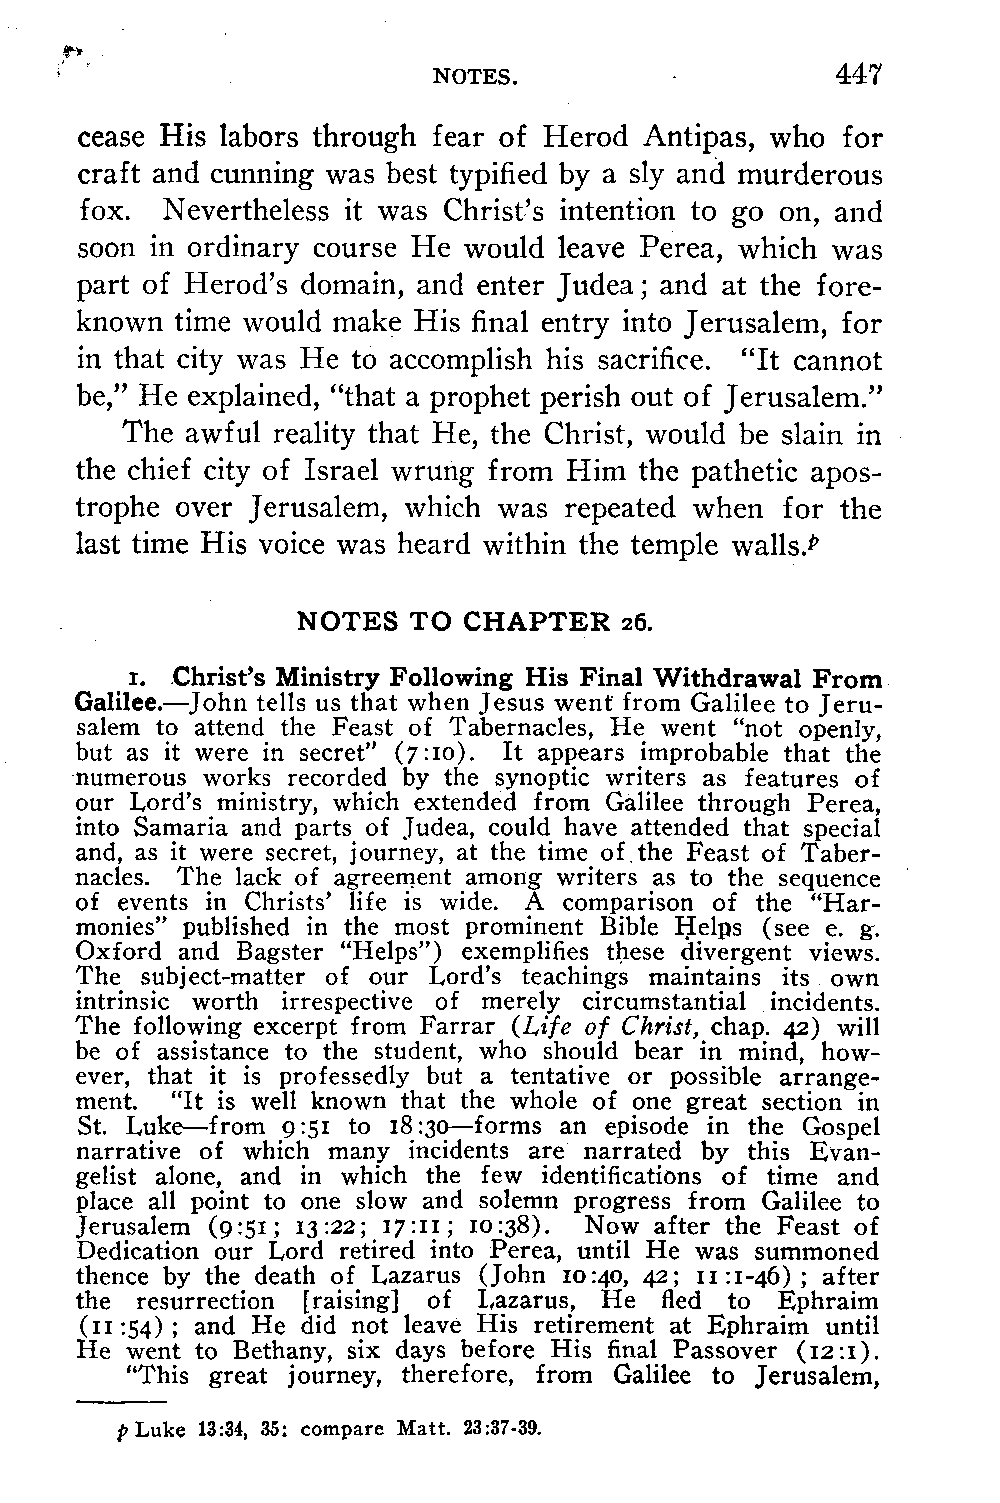 NOTES. 447
cease His labors through fear of Herod Antipas, who for
craft and cunning was best typified by a sly and murderous
fox. Nevertheless it was Christ's intention to go on, and
soon in ordinary course He would leave Perea, which was
part of Herod's domain, and enter Judea; and at the fore-
known time would make His final entry into Jerusalem, for
in that city was He to accomplish his sacrifice. "It cannot
be," He explained, "that a prophet perish out of Jerusalem."
The awful reality that He, the Christ, would be slain in
the chief city of Israel wrung from Him the pathetic apos-
trophe over Jerusalem, which was repeated when for the
last time His voice was heard within the temple walls.p
NOTES TO CHAPTER 26.
1. Christ's Ministry Following His Final Withdrawal From
Galilee.—John tells us that when Jesus went from Galilee to Jeru-
salem to attend the Feast of Tabernacles, He went "not openly,
but as it were in secret" (7:10). It appears improbable that the
numerous works recorded by the synoptic writers as features of
our Lord's ministry, which extended from Galilee through Perea,
into Samaria and parts of Judea, could have attended that special
and, as it were secret, journey, at the time of the Feast of Taber-
nacles. The lack of agreement among writers as to the sequence
of events in Christs' life is wide. A comparison of the "Har-
monies" published in the most prominent Bible Helps (see e. g.
Oxford and Bagster "Helps") exemplifies these divergent views.
The subject-matter of our Lord's teachings maintains its own
intrinsic worth irrespective of merely circumstantial incidents.
The following excerpt from Farrar (Life of Christ, chap. 42) will
be of assistance to the student, who should bear in mind, how-
ever, that it is professedly but a tentative or possible arrange-
ment. "It is well known that the whole of one great section in
St. Luke—from 9:51 to 18:30—forms an episode in the Gospel
narrative of which many incidents are narrated by this Evan-
gelist alone, and in which the few identifications of time and
place all point to one slow and solemn progress from Galilee to
Jerusalem (9:51; 13:22; 17:11; 10:38). Now after the Feast of
Dedication our Lord retired into Perea, until He was summoned
thence by the death of Lazarus (John 10:40, 42; 11:1-46); after
the resurrection [raising] of Lazarus, He fled to Ephraim
(11:54); and He did not leave His retirement at Ephraim until
He went to Bethany, six days before His final Passover (12:1).
"This great journey, therefore, from Galilee to Jerusalem,
p Luke 13:34, 35; compare Matt. 23:37-39.